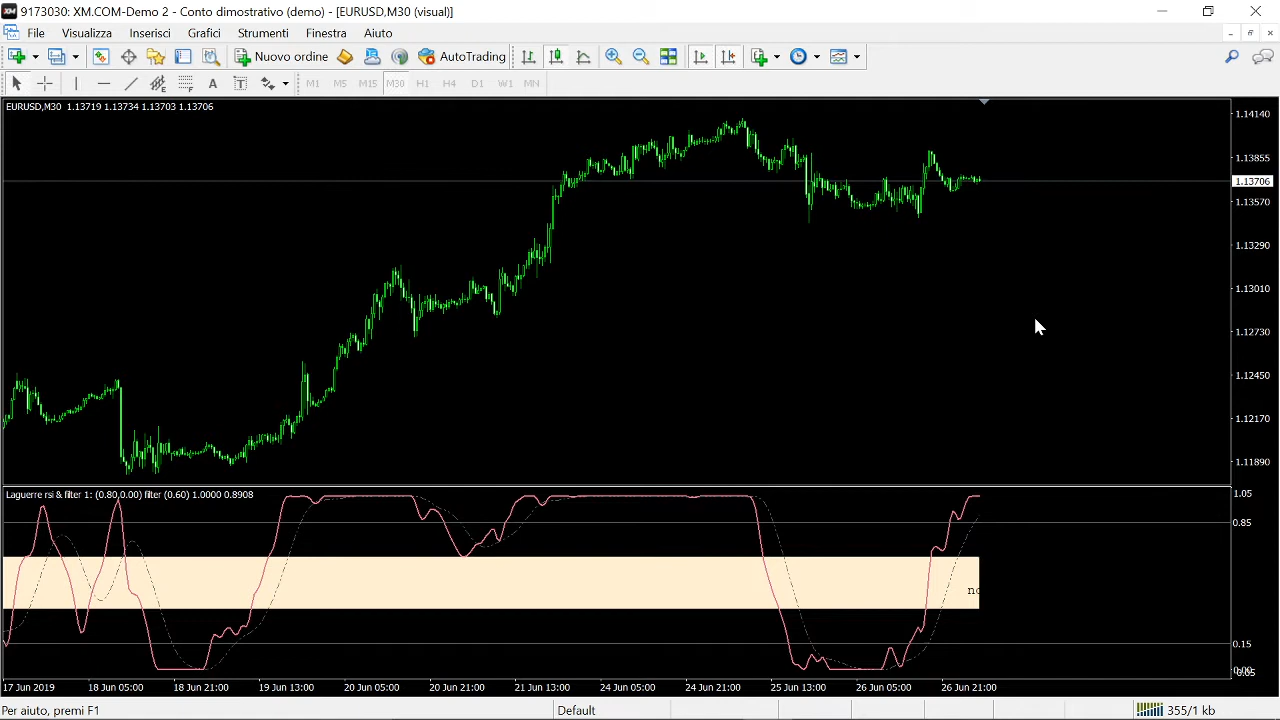 9173030: XM.COM-Demo 2 - Conto dimostrativo (demo) - [EURUSD,M30 (visual)]
File Visualizza Inserisci Grafici Strumenti Finestra Aiuto
Nuovo ordine AutoTrading
A T M1 M5 M15 M30 H1 H4 D1 W1 MN
EURUSD,M30 1.13719 1.13734 1.13703 1.13706
1.14140
1.13855
1.13706
1.13570
1.13290
1.13010
1.12730
1.12450
1.12170
1.11890
Laguerre rsi & filter 1: (0.80,0.00) filter (0.60) 1.0000 0.8908
1.05
0.85
no
0.15
17 Jun 2019 18 Jun 05:00 18 Jun 21:00 19 Jun 13:00 20 Jun 05:00 20 Jun 21:00 21 Jun 13:00 24 Jun 05:00 24 Jun 21:00 25 Jun 13:00 26 Jun 05:00 26 Jun 21:00
Per aiuto, premi F1 Default 355/1 kb